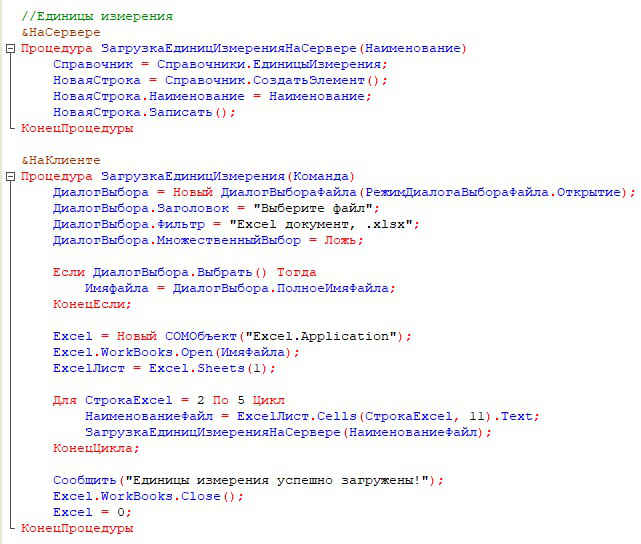 //Единицы измерения
&НаСервере
Процедура ЗагрузкаЕдиницИзмеренияНаСервере(Наименование)
Справочник = Справочники.ЕдиницыИзмерения;
НоваяСтрока = Справочник.СоздатьЭлемент();
НоваяСтрока.Наименование = Наименование;
НоваяСтрока.Записать();
КонецПроцедуры
&НаКлиенте
Процедура ЗагрузкаЕдиницИзмерения(Команда)
ДиалогВыбора = Новый ДиалогВыбораФайла(РежимДиалогаВыбораФайла.Открытие);
ДиалогВыбора.Заголовок = "Выберите файл";
ДиалогВыбора.Фильтр = "Excel документ, .xlsx";
ДиалогВыбора.МножественныйВыбор = Ложь;
Если ДиалогВыбора.Выбрать() Тогда
ИмяФайла = ДиалогВыбора.ПолноеИмяФайла;
КонецЕсли;
Excel = Новый COMОбъект("Excel.Application");
Excel.WorkBooks.Open(ИмяФайла);
ExcelЛист = Excel.Sheets(1);
Для СтрокаExcel = 2 По 5 Цикл
НаименованиеФайл = ExcelЛист.Cells(СтрокаExcel, 11).Text;
ЗагрузкаЕдиницИзмеренияНаСервере(НаименованиеФайл);
КонецЦикла;
Сообщить("Единицы измерения успешно загружены!");
Excel.WorkBooks.Close();
Excel = 0;
КонецПроцедуры